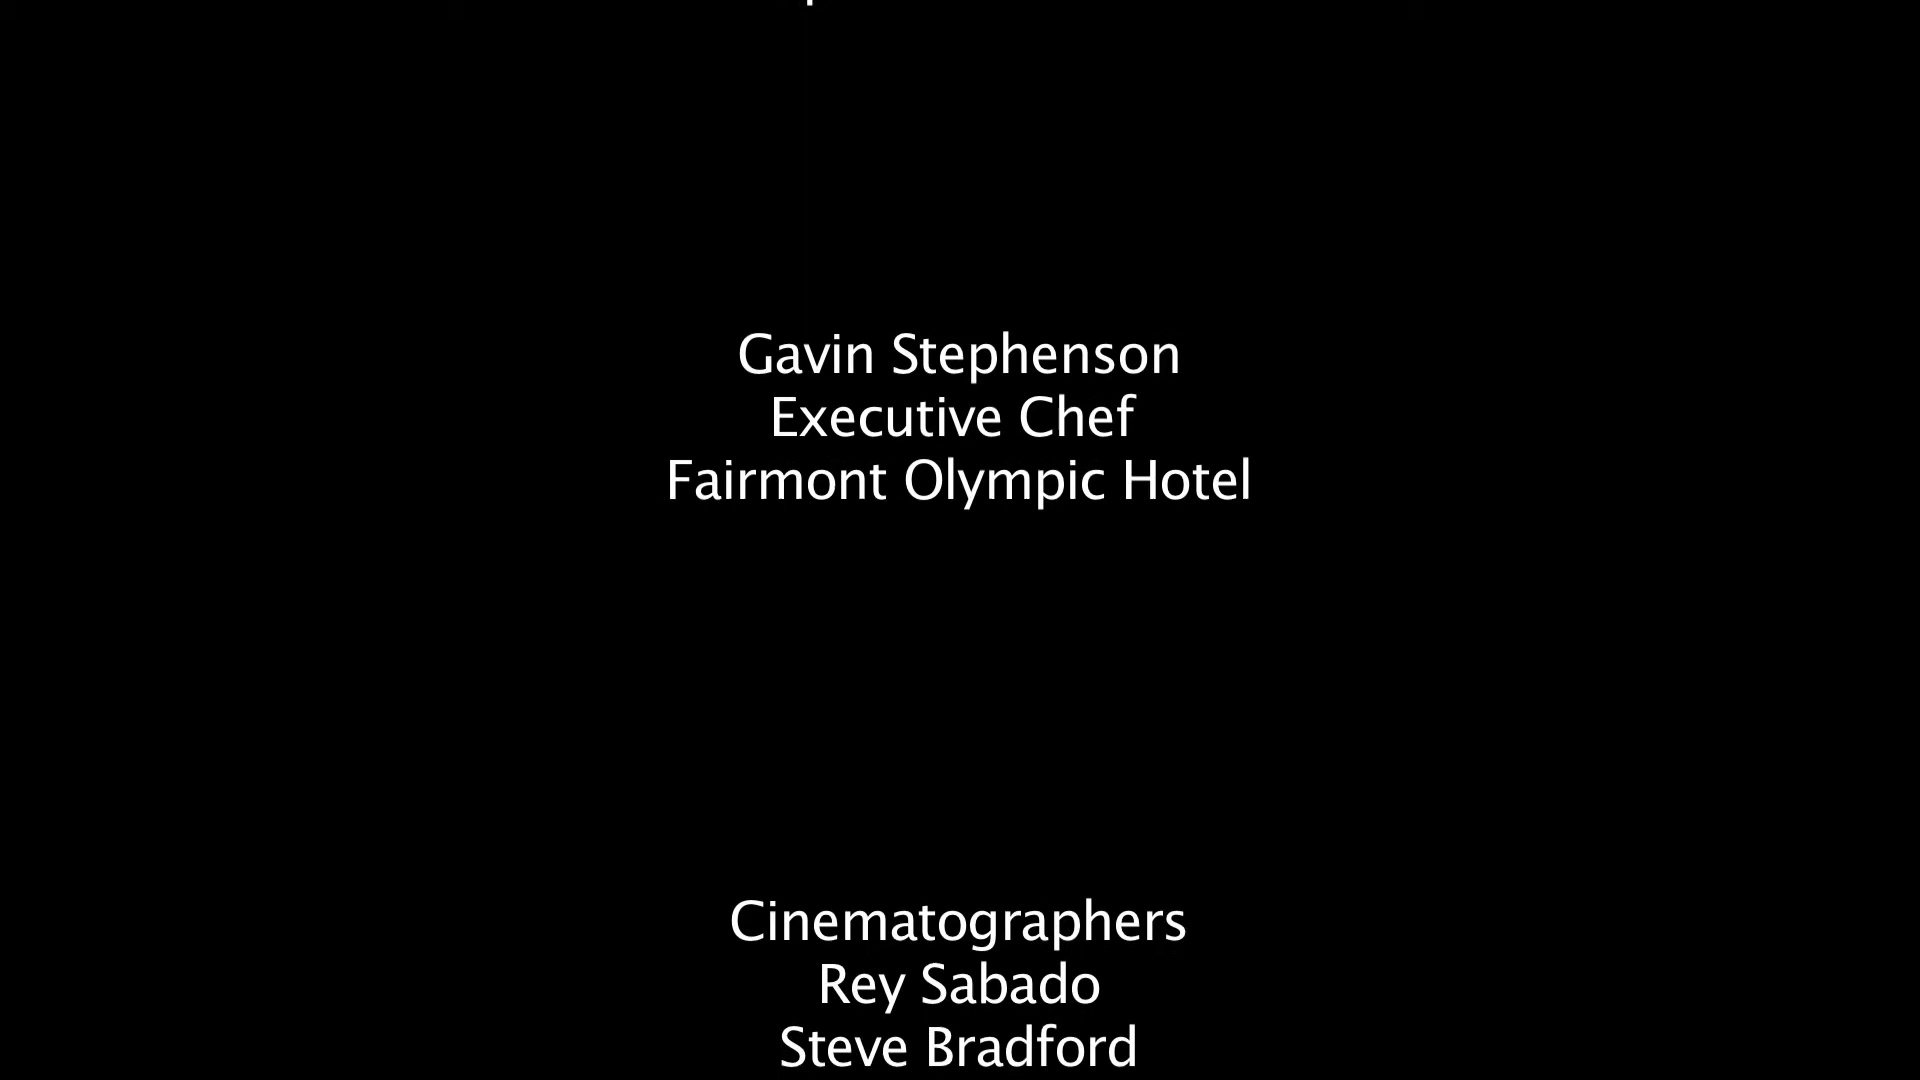 Gavin Stephenson
Executive Chef
Fairmont Olympic Hotel
Cinematographers
Rey Sabado
Steve Bradford